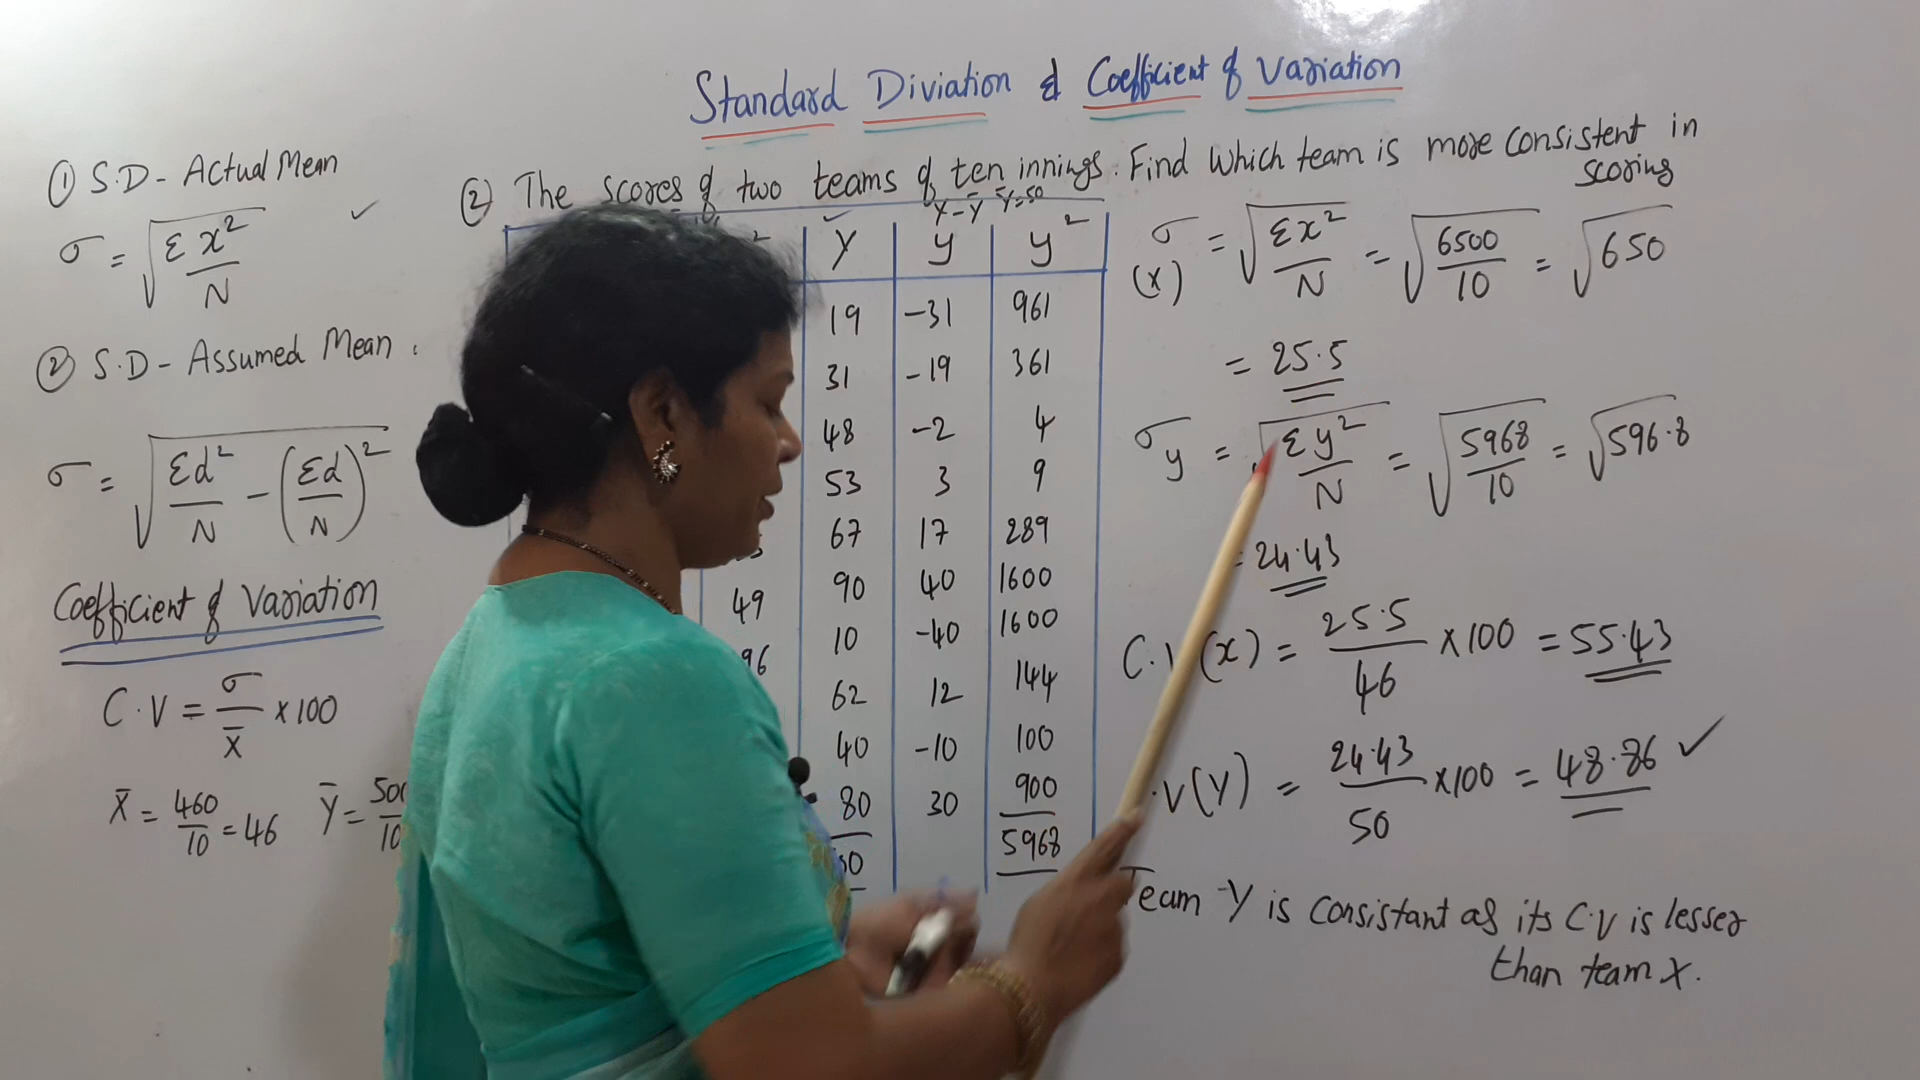 Standard Diviation & Coefficient of Variation
① S.D - Actual Mean
σ = √(Σx²/N) ✓
② S.D - Assumed Mean
σ = √(Σd²/N - (Σd/N)²)
Coefficient of Variation
C.V = σ/X̄ × 100
X̄ = 460/10 = 46 Ȳ = 500/10
② The scores of two teams of ten innings. Find which team is more consistent in
scoring
Y-Ȳ Ȳ=50
Y y y²
19 -31 961
31 -19 361
48 -2 4
53 3 9
67 17 289
49 90 40 1600
10 -40 1600
96 62 12 144
40 -10 100
80 30 900
5968
σ(x) = √(Σx²/N) = √(6500/10) = √650
= 25.5
σy = √(Σy²/N) = √(5968/10) = √596.8
= 24.43
C.V(x) = 25.5/46 ×100 = 55.43
.V(Y) = 24.43/50 ×100 = 48.86 ✓
Team -Y is consistant as its C.V is lesser
than team X.